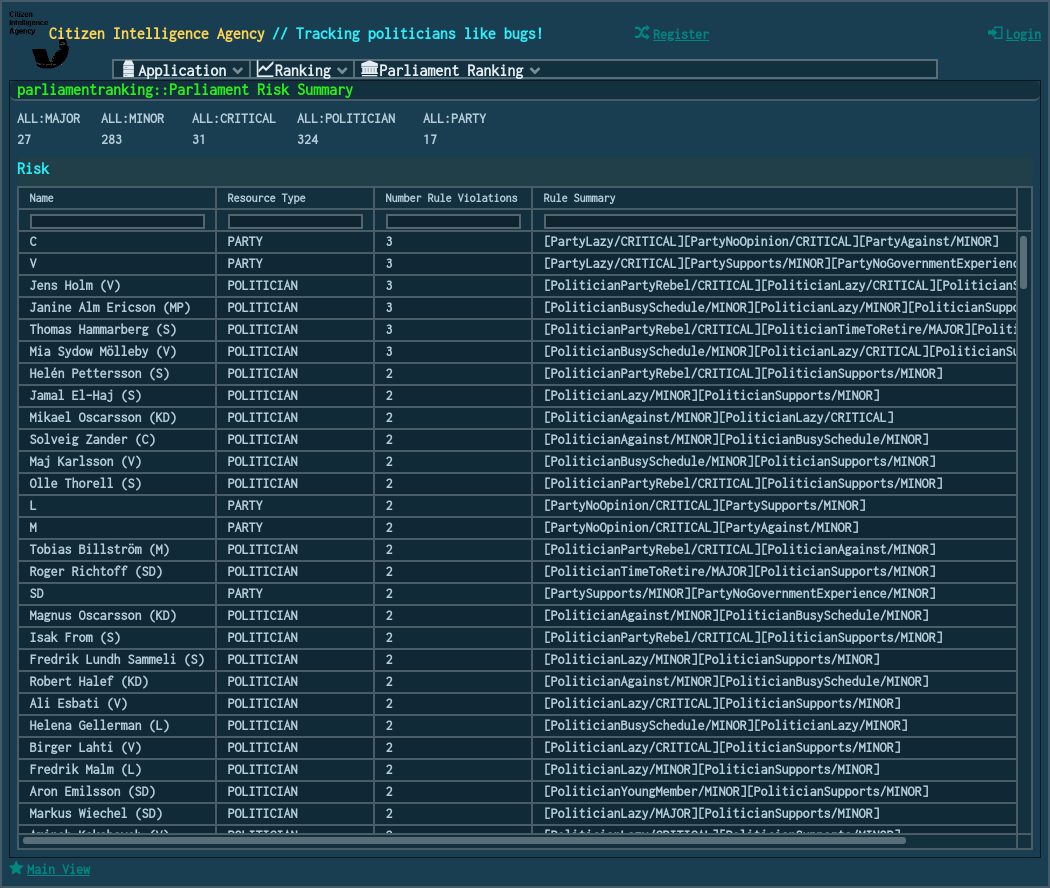 Citizen
Intelligence
Agency
Citizen Intelligence Agency // Tracking politicians like bugs!
Register
Login
Application Ranking Parliament Ranking
parliamentranking::Parliament Risk Summary
ALL:MAJOR ALL:MINOR ALL:CRITICAL ALL:POLITICIAN ALL:PARTY
27 283 31 324 17
Risk
Name Resource Type Number Rule Violations Rule Summary
C PARTY 3 [PartyLazy/CRITICAL][PartyNoOpinion/CRITICAL][PartyAgainst/MINOR]
V PARTY 3 [PartyLazy/CRITICAL][PartySupports/MINOR][PartyNoGovernmentExperienc
Jens Holm (V) POLITICIAN 3 [PoliticianPartyRebel/CRITICAL][PoliticianLazy/CRITICAL][PoliticianS
Janine Alm Ericson (MP) POLITICIAN 3 [PoliticianBusySchedule/MINOR][PoliticianLazy/MINOR][PoliticianSuppo
Thomas Hammarberg (S) POLITICIAN 3 [PoliticianPartyRebel/CRITICAL][PoliticianTimeToRetire/MAJOR][Politi
Mia Sydow Mölleby (V) POLITICIAN 3 [PoliticianBusySchedule/MINOR][PoliticianLazy/CRITICAL][PoliticianSu
Helén Pettersson (S) POLITICIAN 2 [PoliticianPartyRebel/CRITICAL][PoliticianSupports/MINOR]
Jamal El-Haj (S) POLITICIAN 2 [PoliticianLazy/MINOR][PoliticianSupports/MINOR]
Mikael Oscarsson (KD) POLITICIAN 2 [PoliticianAgainst/MINOR][PoliticianLazy/CRITICAL]
Solveig Zander (C) POLITICIAN 2 [PoliticianAgainst/MINOR][PoliticianBusySchedule/MINOR]
Maj Karlsson (V) POLITICIAN 2 [PoliticianBusySchedule/MINOR][PoliticianSupports/MINOR]
Olle Thorell (S) POLITICIAN 2 [PoliticianPartyRebel/CRITICAL][PoliticianSupports/MINOR]
L PARTY 2 [PartyNoOpinion/CRITICAL][PartySupports/MINOR]
M PARTY 2 [PartyNoOpinion/CRITICAL][PartyAgainst/MINOR]
Tobias Billström (M) POLITICIAN 2 [PoliticianPartyRebel/CRITICAL][PoliticianAgainst/MINOR]
Roger Richtoff (SD) POLITICIAN 2 [PoliticianTimeToRetire/MAJOR][PoliticianSupports/MINOR]
SD PARTY 2 [PartySupports/MINOR][PartyNoGovernmentExperience/MINOR]
Magnus Oscarsson (KD) POLITICIAN 2 [PoliticianAgainst/MINOR][PoliticianBusySchedule/MINOR]
Isak From (S) POLITICIAN 2 [PoliticianPartyRebel/CRITICAL][PoliticianSupports/MINOR]
Fredrik Lundh Sammeli (S) POLITICIAN 2 [PoliticianLazy/MINOR][PoliticianSupports/MINOR]
Robert Halef (KD) POLITICIAN 2 [PoliticianAgainst/MINOR][PoliticianBusySchedule/MINOR]
Ali Esbati (V) POLITICIAN 2 [PoliticianLazy/CRITICAL][PoliticianSupports/MINOR]
Helena Gellerman (L) POLITICIAN 2 [PoliticianBusySchedule/MINOR][PoliticianLazy/MINOR]
Birger Lahti (V) POLITICIAN 2 [PoliticianLazy/CRITICAL][PoliticianSupports/MINOR]
Fredrik Malm (L) POLITICIAN 2 [PoliticianLazy/MINOR][PoliticianSupports/MINOR]
Aron Emilsson (SD) POLITICIAN 2 [PoliticianYoungMember/MINOR][PoliticianSupports/MINOR]
Markus Wiechel (SD) POLITICIAN 2 [PoliticianLazy/MAJOR][PoliticianSupports/MINOR]
POLITICIAN 2 [PoliticianLazy/CRITICAL][PoliticianSupports/MINOR]
Main View